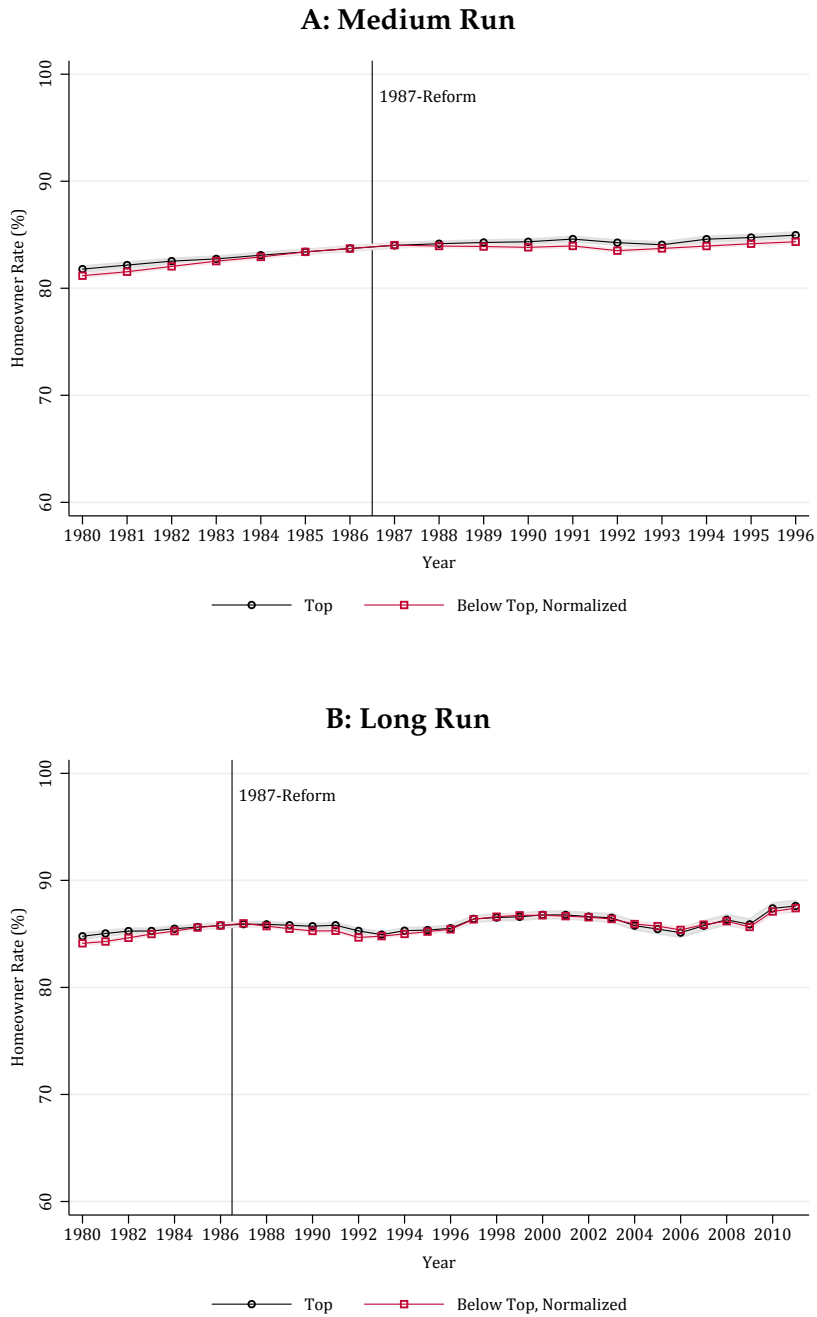 A: Medium Run
100
90
80
70
60
Homeowner Rate (%)
1987-Reform
1980 1981 1982 1983 1984 1985 1986 1987 1988 1989 1990 1991 1992 1993 1994 1995 1996
Year
Top
Below Top, Normalized
B: Long Run
100
90
80
70
60
Homeowner Rate (%)
1987-Reform
1980 1982 1984 1986 1988 1990 1992 1994 1996 1998 2000 2002 2004 2006 2008 2010
Year
Top
Below Top, Normalized